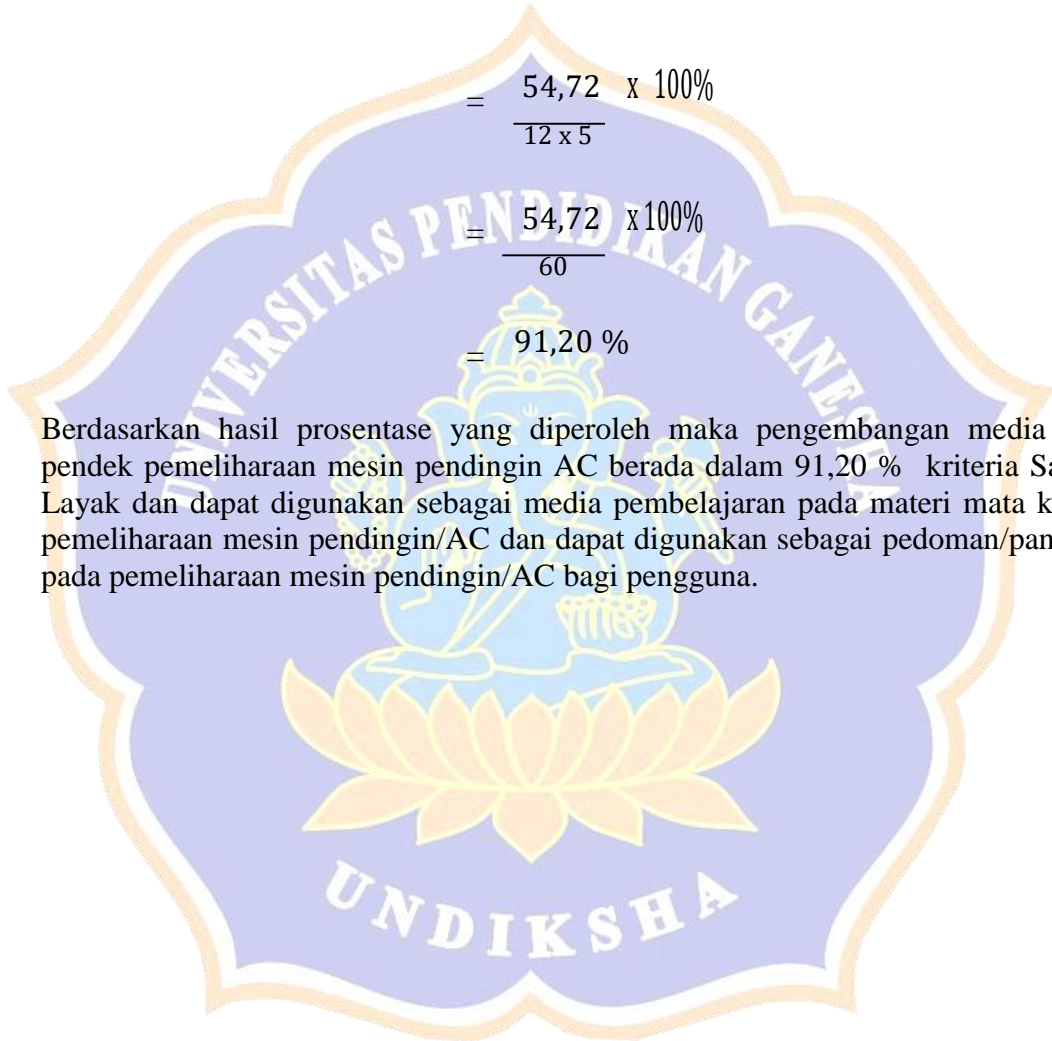 = 54,72 x 100%
12 x 5
= 54,72 x 100%
60
= 91,20 %
UNIVERSITAS PENDIDIKAN GANESHA
Berdasarkan hasil prosentase yang diperoleh maka pengembangan media
pendek pemeliharaan mesin pendingin AC berada dalam 91,20 % kriteria Sa
Layak dan dapat digunakan sebagai media pembelajaran pada materi mata k
pemeliharaan mesin pendingin/AC dan dapat digunakan sebagai pedoman/pan
pada pemeliharaan mesin pendingin/AC bagi pengguna.
UNDIKSHA